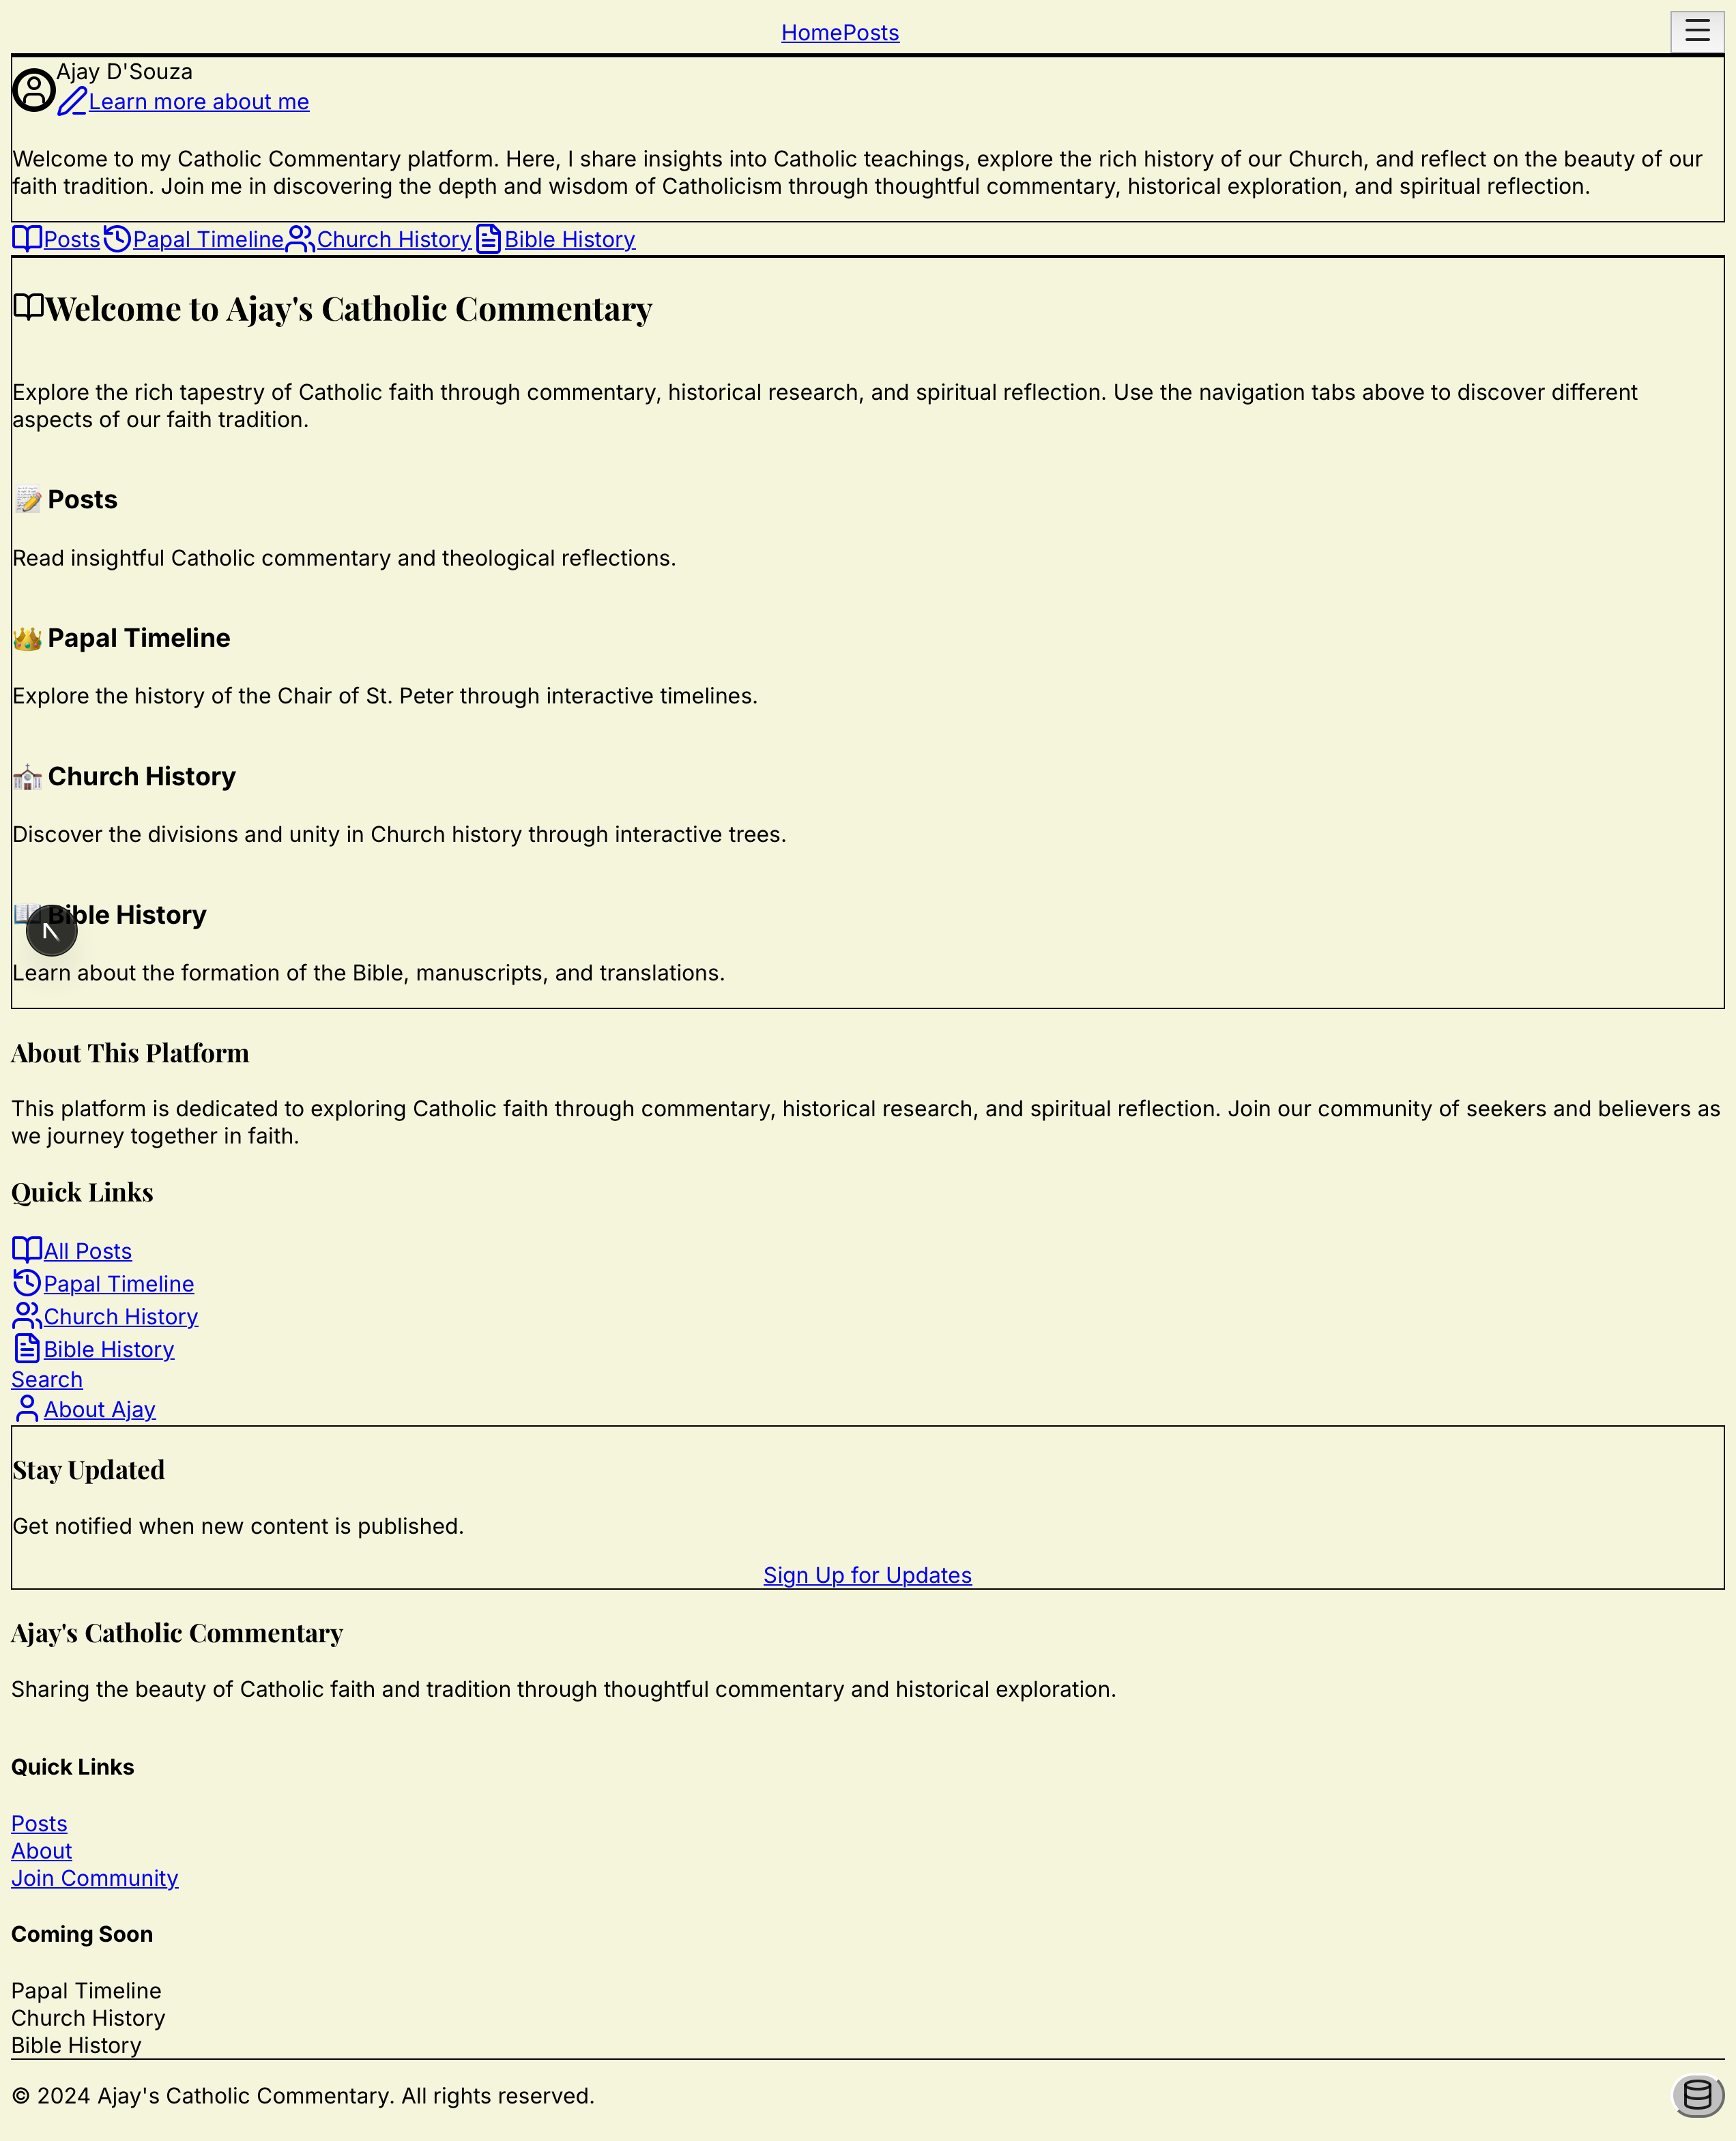 HomePosts
Ajay D'Souza
Learn more about me
Welcome to my Catholic Commentary platform. Here, I share insights into Catholic teachings, explore the rich history of our Church, and reflect on the beauty of our
faith tradition. Join me in discovering the depth and wisdom of Catholicism through thoughtful commentary, historical exploration, and spiritual reflection.
Posts Papal Timeline Church History Bible History
Welcome to Ajay's Catholic Commentary
Explore the rich tapestry of Catholic faith through commentary, historical research, and spiritual reflection. Use the navigation tabs above to discover different
aspects of our faith tradition.
📝 Posts
Read insightful Catholic commentary and theological reflections.
👑 Papal Timeline
Explore the history of the Chair of St. Peter through interactive timelines.
⛪ Church History
Discover the divisions and unity in Church history through interactive trees.
📖 Bible History
Learn about the formation of the Bible, manuscripts, and translations.
About This Platform
This platform is dedicated to exploring Catholic faith through commentary, historical research, and spiritual reflection. Join our community of seekers and believers as
we journey together in faith.
Quick Links
All Posts
Papal Timeline
Church History
Bible History
Search
About Ajay
Stay Updated
Get notified when new content is published.
Sign Up for Updates
Ajay's Catholic Commentary
Sharing the beauty of Catholic faith and tradition through thoughtful commentary and historical exploration.
Quick Links
Posts
About
Join Community
Coming Soon
Papal Timeline
Church History
Bible History
© 2024 Ajay's Catholic Commentary. All rights reserved.